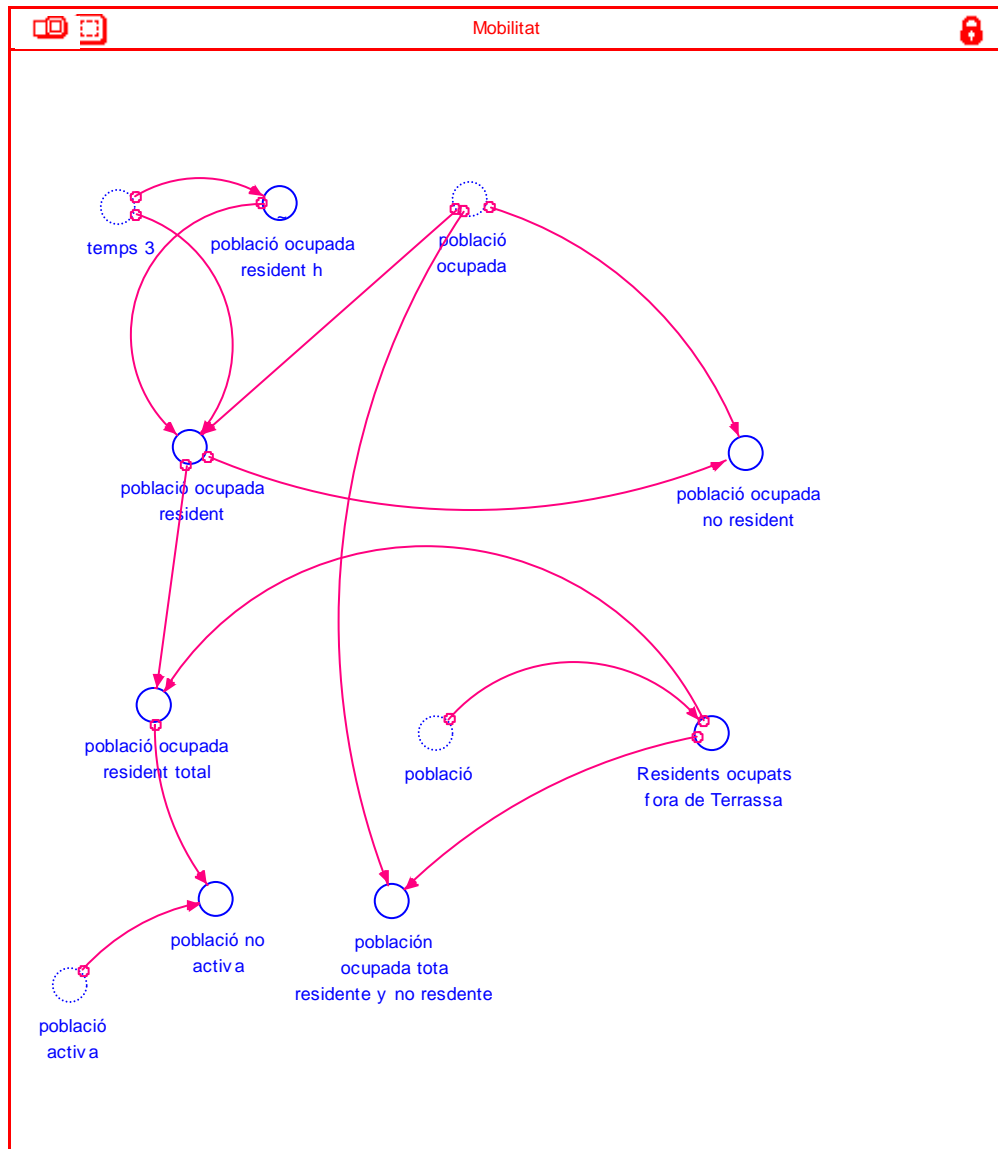 Mobilitat
temps 3
població ocupada
resident h
població
ocupada
població ocupada
resident
població ocupada
no resident
població ocupada
resident total
població
Residents ocupats
fora de Terrassa
població no
activa
población
ocupada tota
residente y no resdente
població
activa